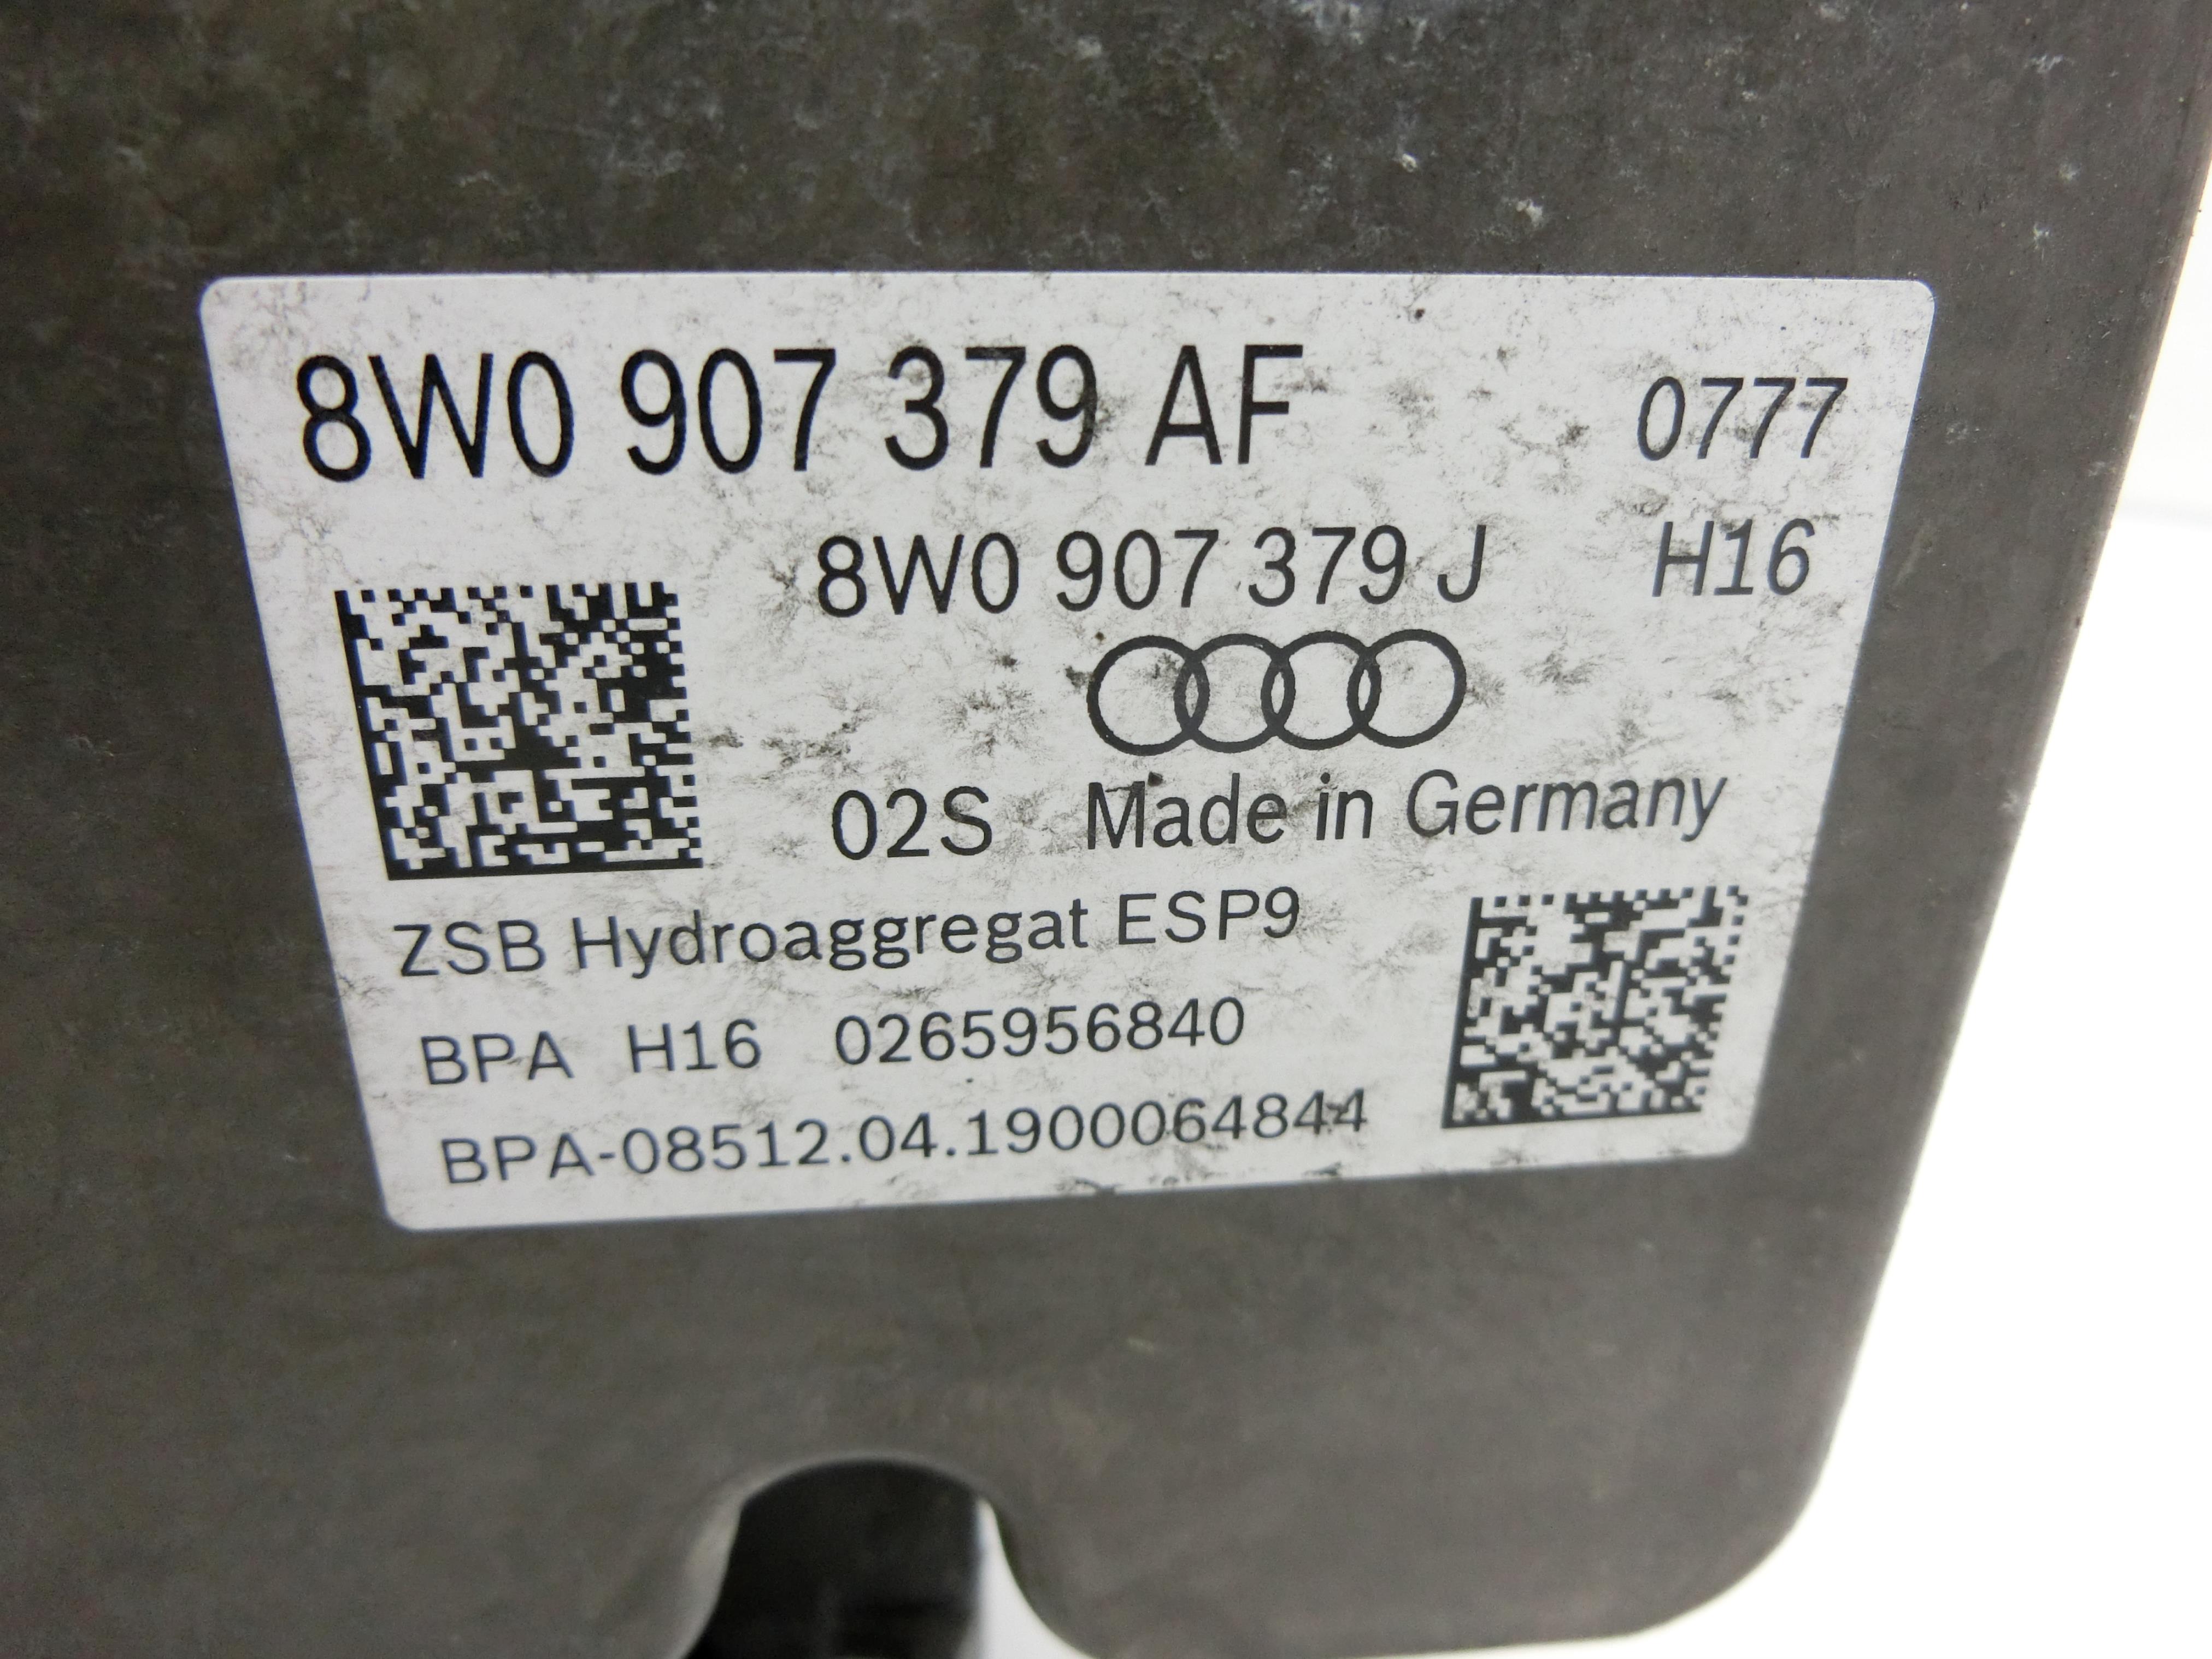 8W0 907 379 AF 0777
8W0 907 379 J H16
02S Made in Germany
ZSB Hydroaggregat ESP9
BPA H16 0265956840
BPA-08512.04.1900064844